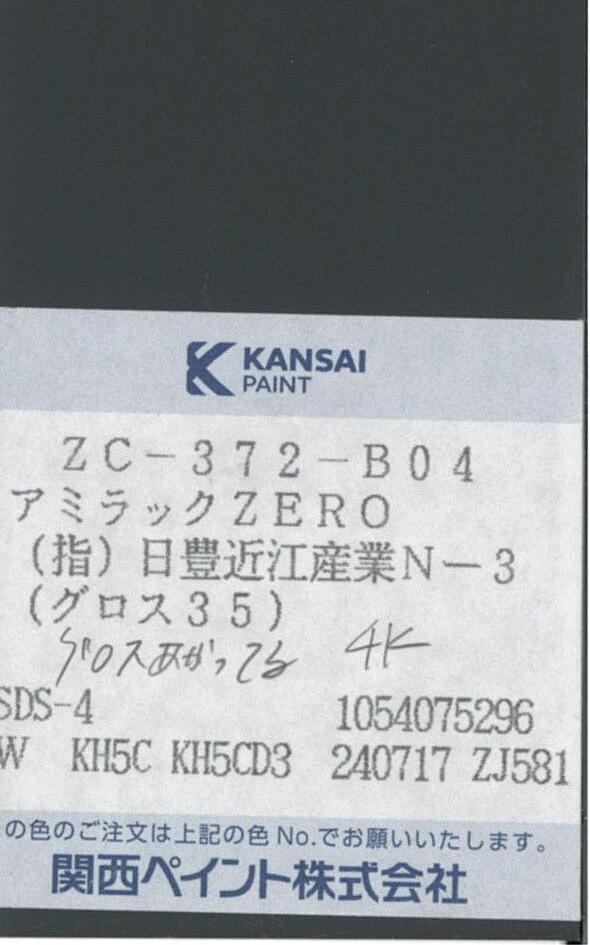 KANSAI
PAINT
ZC-372-B04
アミラックZERO
(指)日豊近江産業N-3
(グロス35)
グロスあがってる 4K
SDS-4 1054075296
W KH5C KH5CD3 240717 ZJ581
の色のご注文は上記の色No.でお願いいたします。
関西ペイント株式会社